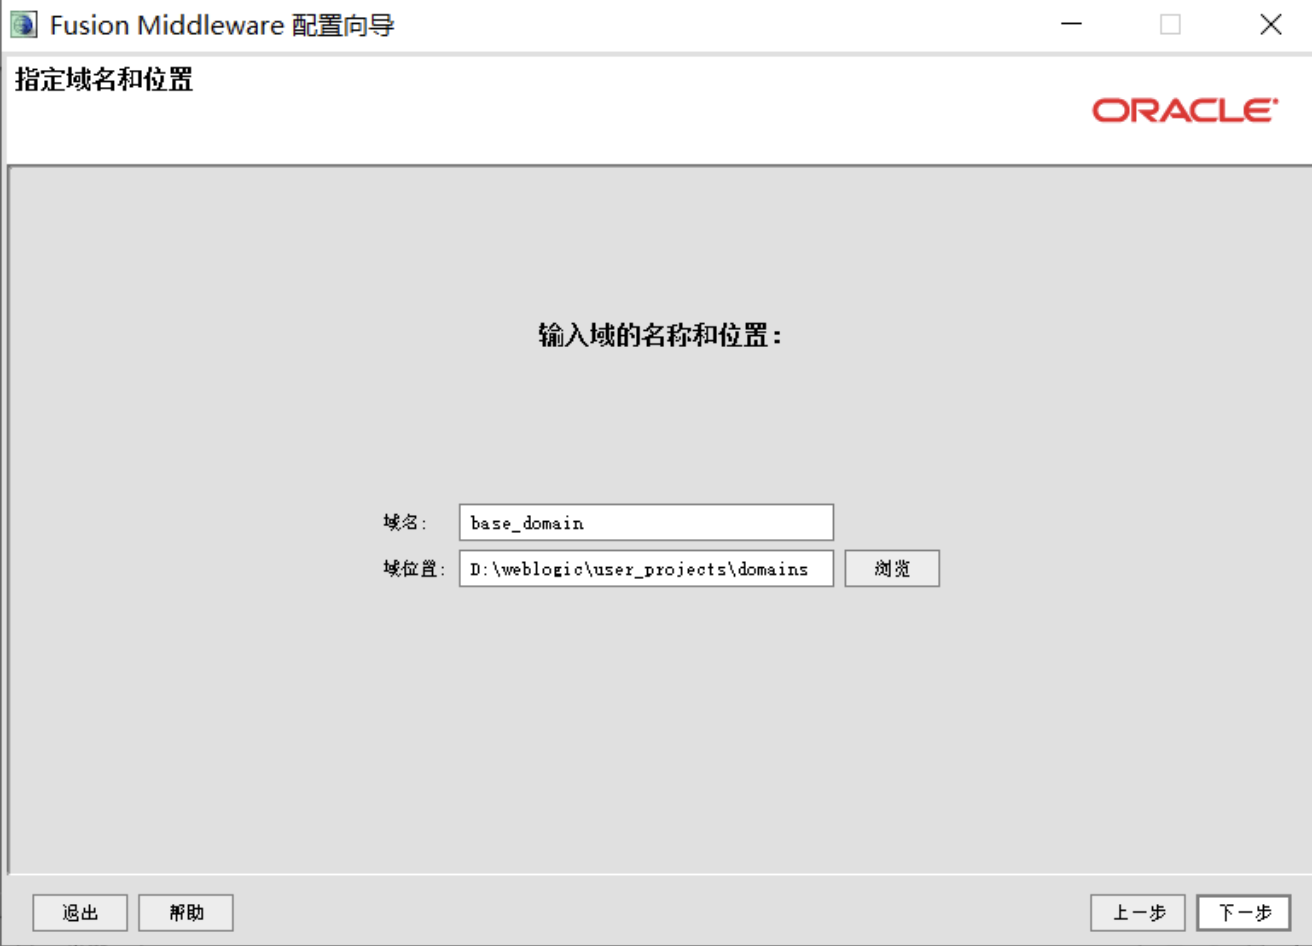 Fusion Middleware 配置向导
指定域名和位置
ORACLE
输入域的名称和位置:
域名: base_domain
域位置: D:\weblogic\user_projects\domains 浏览
退出 帮助 上一步 下一步